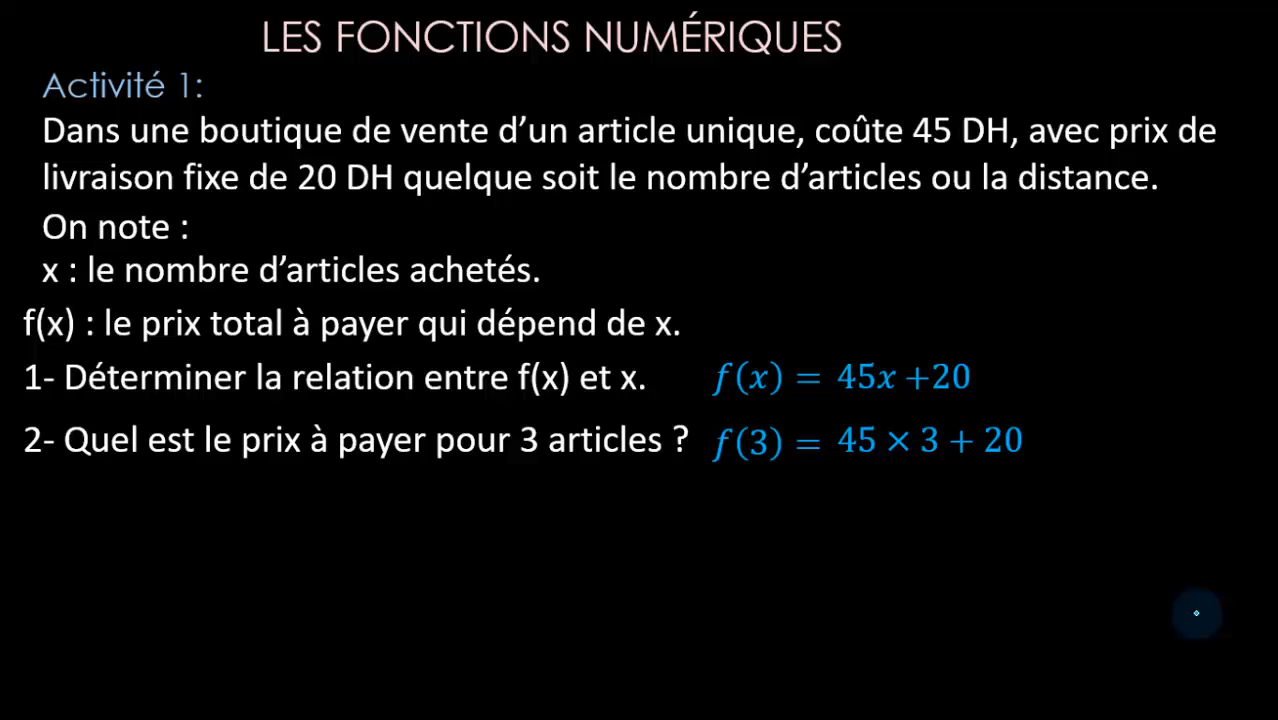 LES FONCTIONS NUMÉRIQUES
Activité 1:
Dans une boutique de vente d’un article unique, coûte 45 DH, avec prix de
livraison fixe de 20 DH quelque soit le nombre d’articles ou la distance.
On note :
x : le nombre d’articles achetés.
f(x) : le prix total à payer qui dépend de x.
1- Déterminer la relation entre f(x) et x. f(x) = 45x +20
2- Quel est le prix à payer pour 3 articles ? f(3) = 45 × 3 + 20